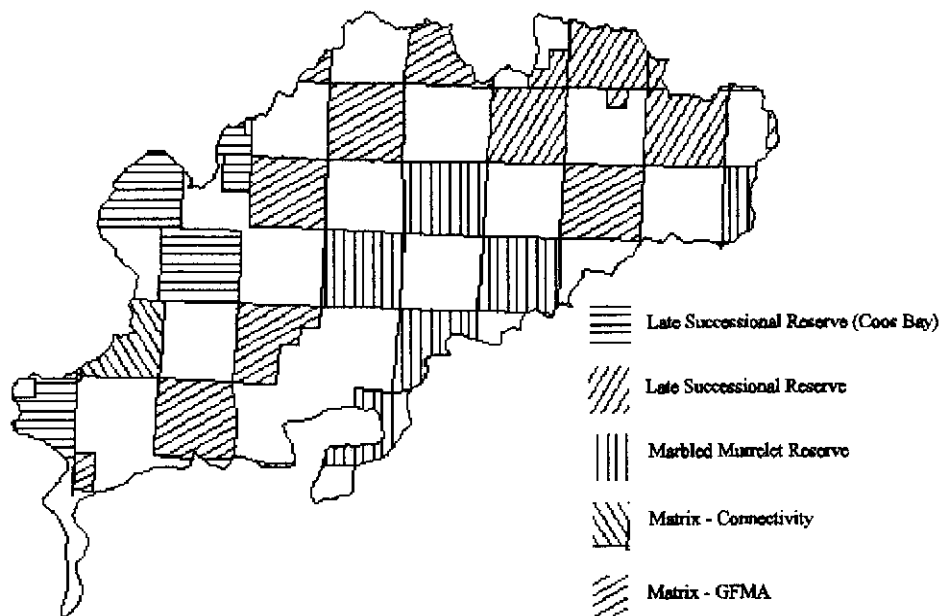 Late Successional Reserve (Coos Bay)
Late Successional Reserve
Marbled Murrelet Reserve
Matrix - Connectivity
Matrix - GFMA